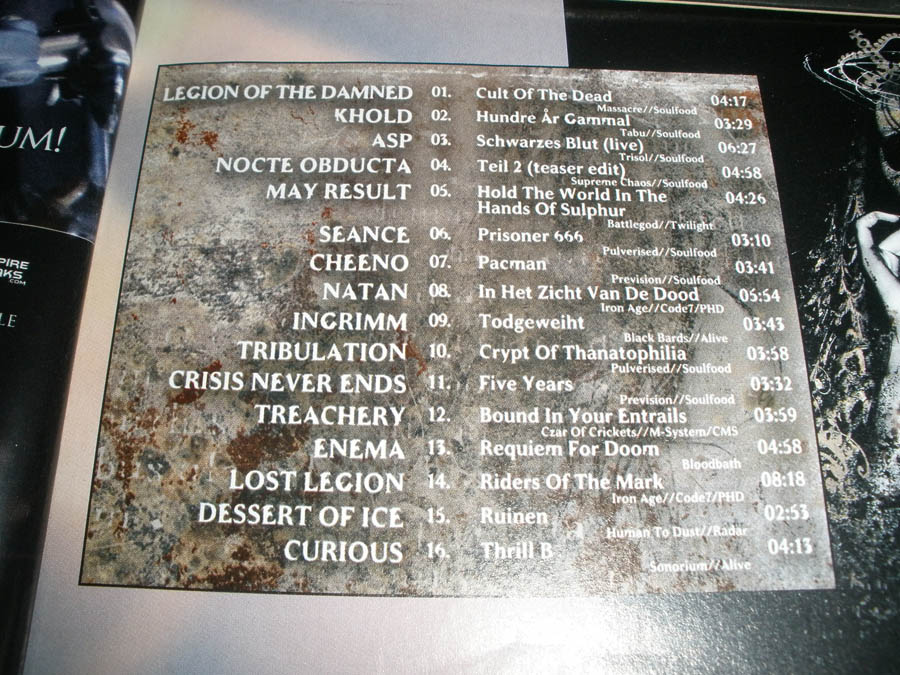 UM!
PIRE
LE
LEGION OF THE DAMNED 01. Cult Of The Dead 04:17
Massacre//Soulfood
KHOLD 02. Hundre År Gammal 03:29
Tabu//Soulfood
ASP 03. Schwarzes Blut (live) 06:27
Trisol//Soulfood
NOCTE OBDUCTA 04. Teil 2 (teaser edit) 04:58
Supreme Chaos//Soulfood
MAY RESULT 05. Hold The World In The 04:26
Hands Of Sulphur
Battlegod//Twilight
SEANCE 06. Prisoner 666 03:10
Pulverised//Soulfood
CHEENO 07. Pacman 03:41
Prevision//Soulfood
NATAN 08. In Het Zicht Van De Dood 05:54
Iron Age//Code7/PHD
INGRIMM 09. Todgeweiht 03:43
Black Bards//Alive
TRIBULATION 10. Crypt Of Thanatophilia 03:58
Pulverised//Soulfood
CRISIS NEVER ENDS 11. Five Years 03:32
Prevision//Soulfood
TREACHERY 12. Bound In Your Entrails 03:59
Czar Of Crickets//M-System/CMS
ENEMA 13. Requiem For Doom 04:58
Bloodbath
LOST LEGION 14. Riders Of The Mark 08:18
Iron Age//Code7/PHD
DESSERT OF ICE 15. Ruinen 02:53
Human To Dust//Radar
CURIOUS 16. Thrill B 04:13
Sonorium//Alive